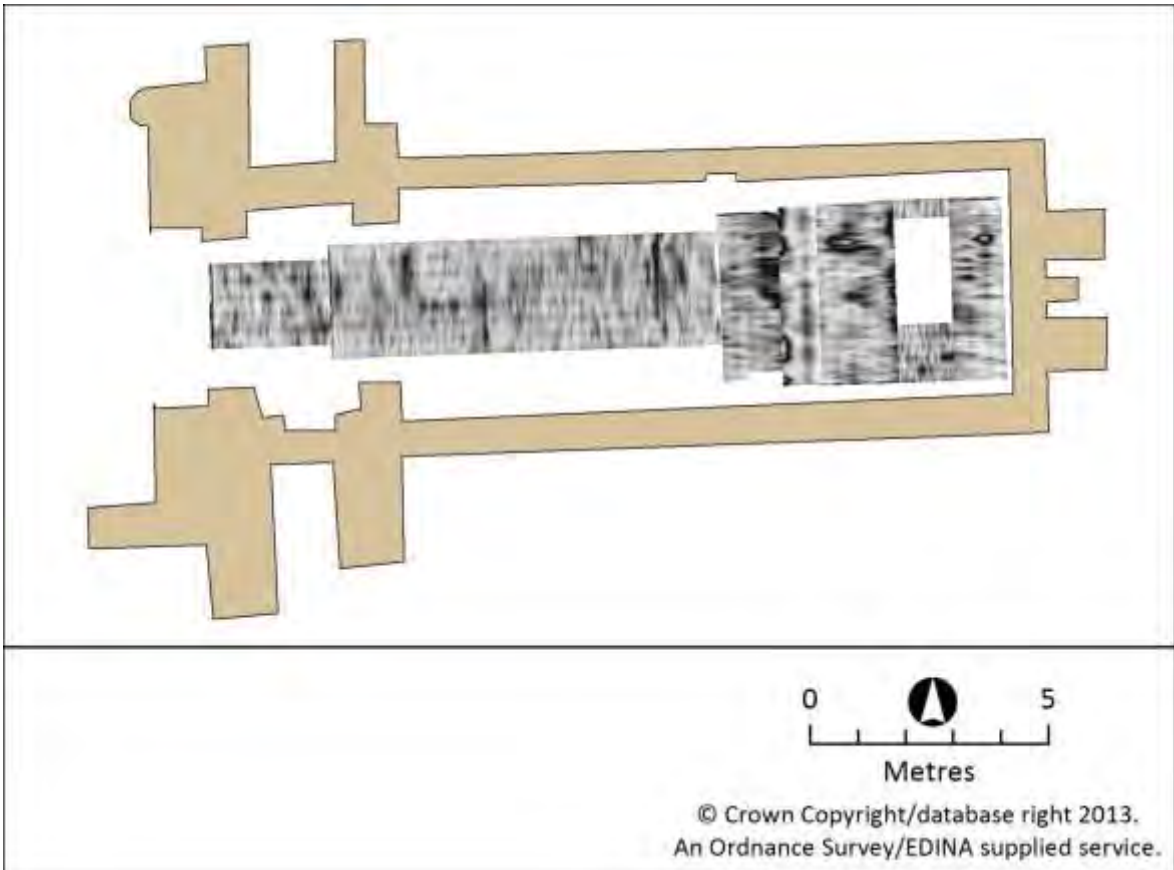 0 5
Metres
© Crown Copyright/database right 2013.
An Ordnance Survey/EDINA supplied service.